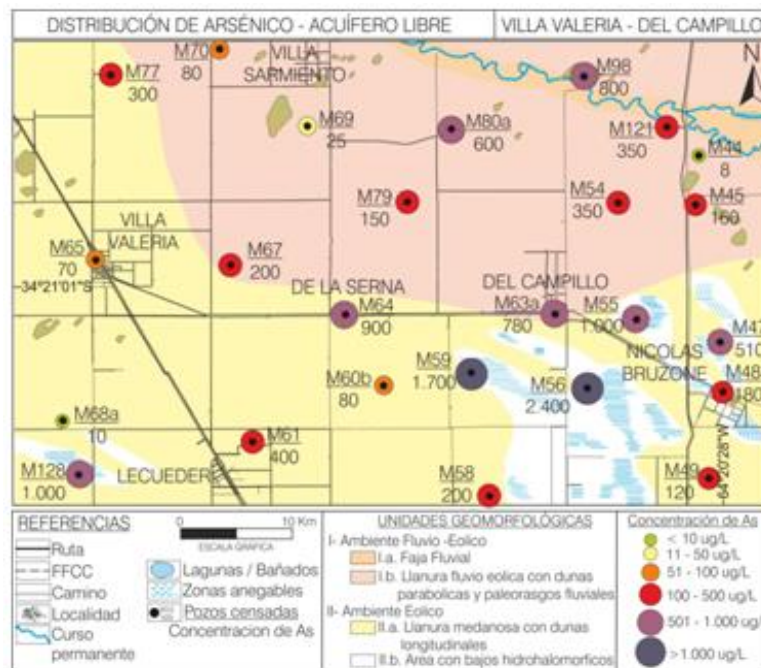 DISTRIBUCIÓN DE ARSÉNICO - ACUÍFERO LIBRE
VILLA VALERIA - DEL CAMPILLO
M70
80
VILLA
SARMIENTO
M77
300
M98
800
N
M69
25
M80a
600
M121
350
M44
8
M79
150
M54
350
M45
160
VILLA
VALERIA
M65
70
M67
200
34°21'01"S
DE LA SERNA
DEL CAMPILLO
M64
900
M63a
780
M55
1.000
M47
510
NICOLAS
BRUZONE
M59
1.700
M60b
80
M56
2.400
M48
180
M68a
10
M61
400
M128
1.000
LECUEDER
M58
200
M49
120
64°20'28"W
REFERENCIAS
Ruta
FFCC
Camino
Localidad
Curso
permanente
0 10 Km
ESCALA GRÁFICA
Lagunas / Bañados
Zonas anegables
Pozos censadas
Concentracion de As
UNIDADES GEOMORFOLÓGICAS
I- Ambiente Fluvio -Eolico
I.a. Faja Fluvial
I.b. Llanura fluvio eolica con dunas
parabolicas y paleorasgos fluviales
II- Ambiente Eolico
II.a. Llanura medanosa con dunas
longitudinales
II.b. Area con bajos hidrohalomorficos
Concentración de As
< 10 ug/L
11 - 50 ug/L
51 - 100 ug/L
100 - 500 ug/L
501 - 1.000 ug/L
>1.000 ug/L